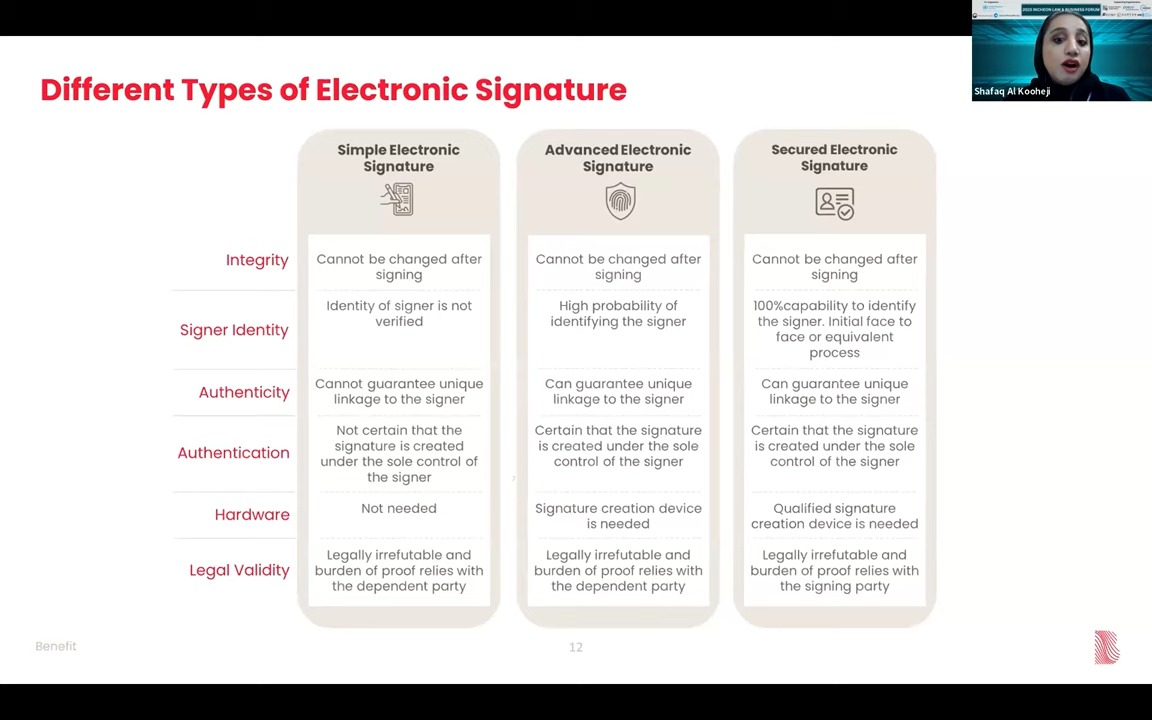 2023 INCHEON LAW & BUSINESS FORUM
Shafaq Al Kooheji
Different Types of Electronic Signature
Simple Electronic
Signature
Advanced Electronic
Signature
Secured Electronic
Signature
Integrity
Cannot be changed after
signing
Cannot be changed after
signing
Cannot be changed after
signing
Signer Identity
Identity of signer is not
verified
High probability of
identifying the signer
100%capability to identify
the signer. Initial face to
face or equivalent
process
Authenticity
Cannot guarantee unique
linkage to the signer
Can guarantee unique
linkage to the signer
Can guarantee unique
linkage to the signer
Authentication
Not certain that the
signature is created
under the sole control of
the signer
Certain that the signature
is created under the sole
control of the signer
Certain that the signature
is created under the sole
control of the signer
Hardware
Not needed
Signature creation device
is needed
Qualified signature
creation device is needed
Legal Validity
Legally irrefutable and
burden of proof relies with
the dependent party
Legally irrefutable and
burden of proof relies with
the dependent party
Legally irrefutable and
burden of proof relies with
the signing party
Benefit
12